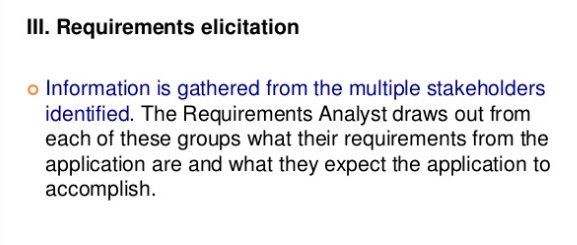 III. Requirements elicitation
Information is gathered from the multiple stakeholders
identified. The Requirements Analyst draws out from
each of these groups what their requirements from the
application are and what they expect the application to
accomplish.